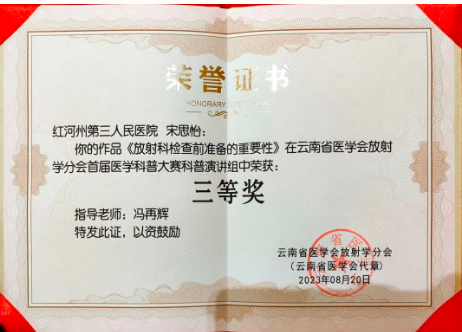 荣誉证书
HONORARY
红河州第三人民医院 宋思怡：
你的作品《放射科检查前准备的重要性》在云南省医学会放射
学分会首届医学科普大赛科普演讲组中荣获：
三等奖
指导老师：冯再辉
特发此证，以资鼓励
云南省医学会放射学分会
（云南省医学会代章）
2023年08月20日